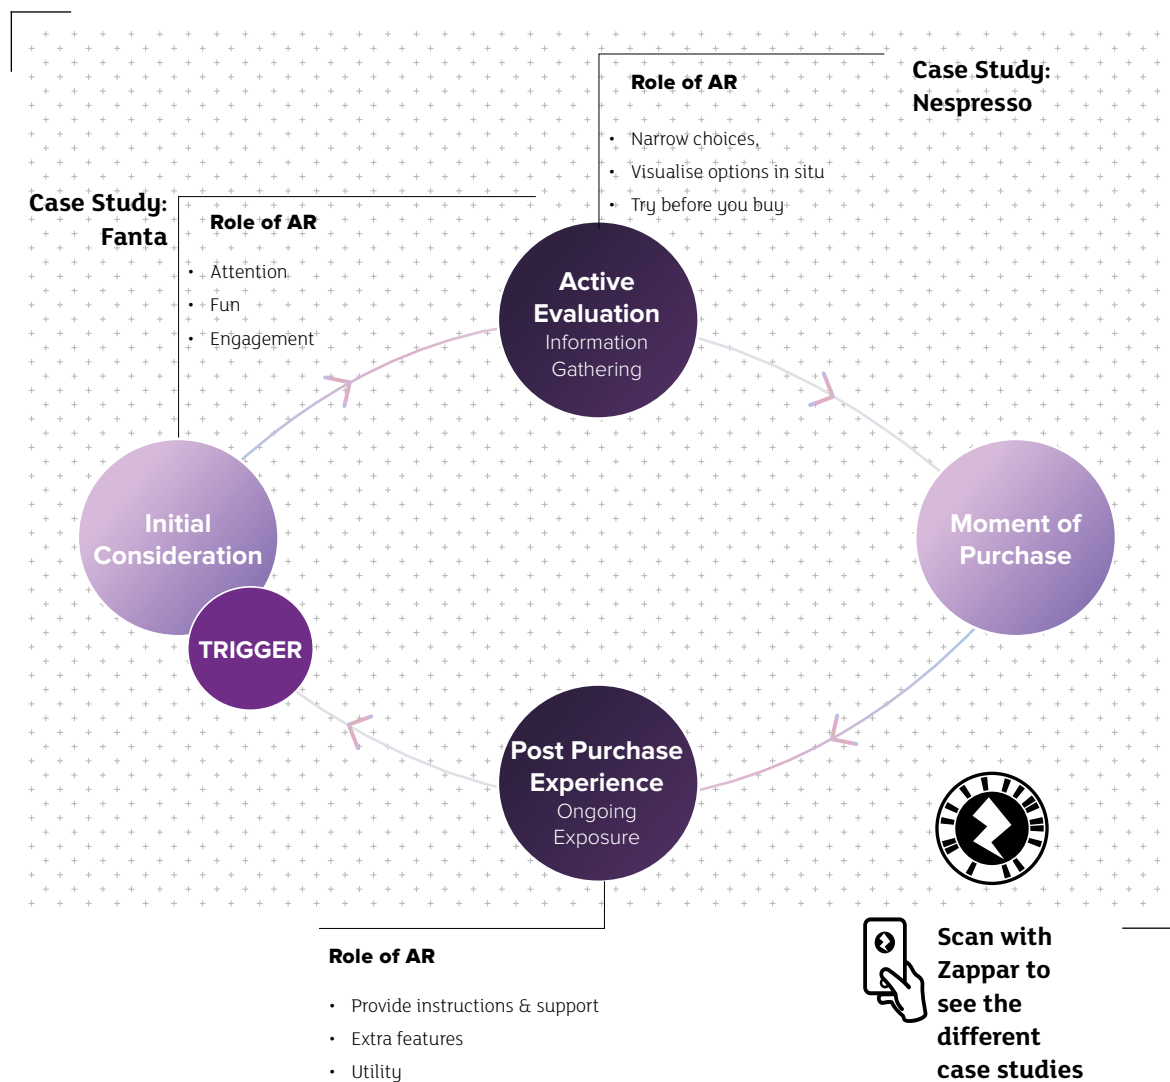 Case Study:
Nespresso
Role of AR
• Narrow choices,
• Visualise options in situ
• Try before you buy
Case Study:
Fanta
Role of AR
• Attention
• Fun
• Engagement
Active
Evaluation
Information
Gathering
Initial
Consideration
TRIGGER
Moment of
Purchase
Post Purchase
Experience
Ongoing
Exposure
Role of AR
• Provide instructions & support
• Extra features
• Utility
Scan with
Zappar to
see the
different
case studies